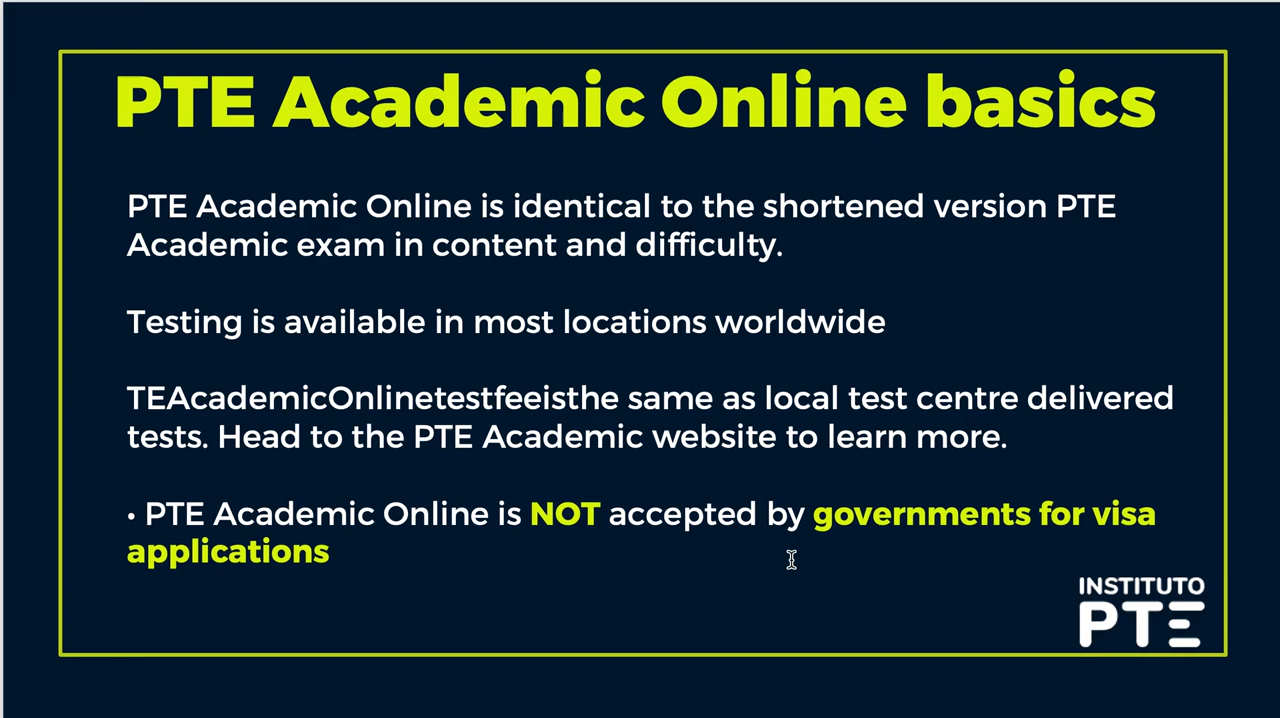 PTE Academic Online basics
PTE Academic Online is identical to the shortened version PTE
Academic exam in content and difficulty.
Testing is available in most locations worldwide
TEAcademicOnlinetestfeeisthe same as local test centre delivered
tests. Head to the PTE Academic website to learn more.
• PTE Academic Online is NOT accepted by governments for visa
applications
INSTITUTO
PTE